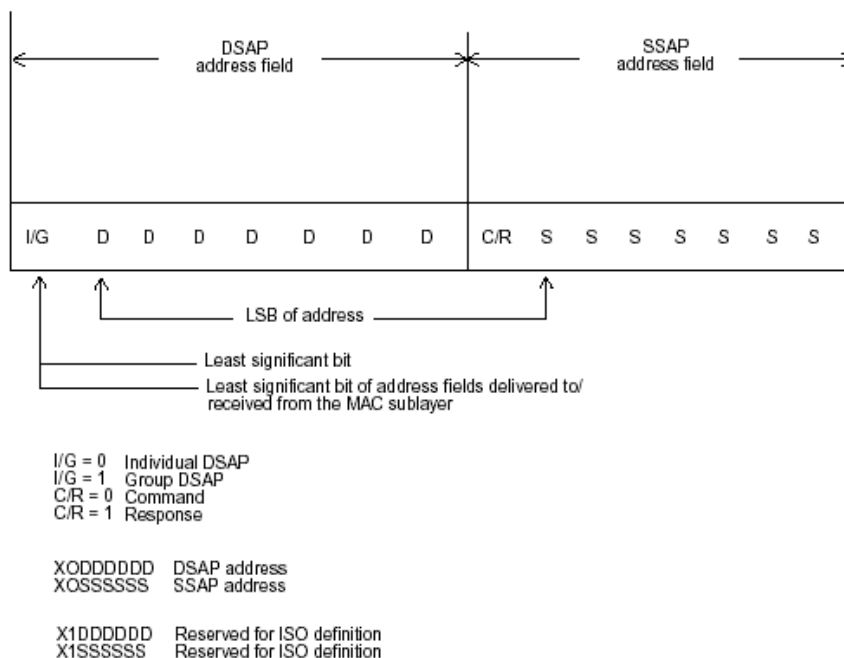 DSAP
address field
SSAP
address field
I/G D D D D D D D C/R S S S S S S S
LSB of address
Least significant bit
Least significant bit of address fields delivered to/
received from the MAC sublayer
I/G = 0 Individual DSAP
I/G = 1 Group DSAP
C/R = 0 Command
C/R = 1 Response
XODDDDDD DSAP address
XOSSSSSS SSAP address
X1DDDDDD Reserved for ISO definition
X1SSSSSS Reserved for ISO definition